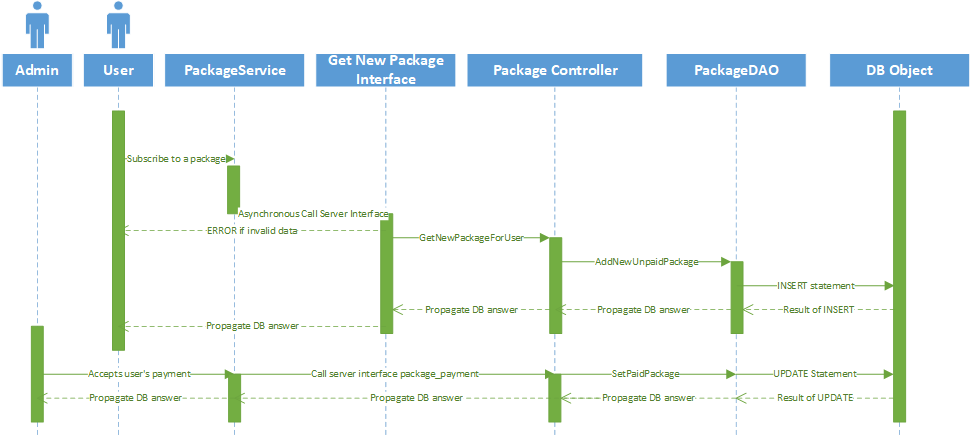 Admin
User
PackageService
Get New Package
Interface
Package Controller
PackageDAO
DB Object
Subscribe to a package
Asynchronous Call Server Interface
ERROR if invalid data
GetNewPackageForUser
AddNewUnpaidPackage
INSERT statement
Propagate DB answer
Propagate DB answer
Result of INSERT
Propagate DB answer
Accepts user's payment
Call server interface package_payment
SetPaidPackage
UPDATE Statement
Propagate DB answer
Propagate DB answer
Propagate DB answer
Result of UPDATE